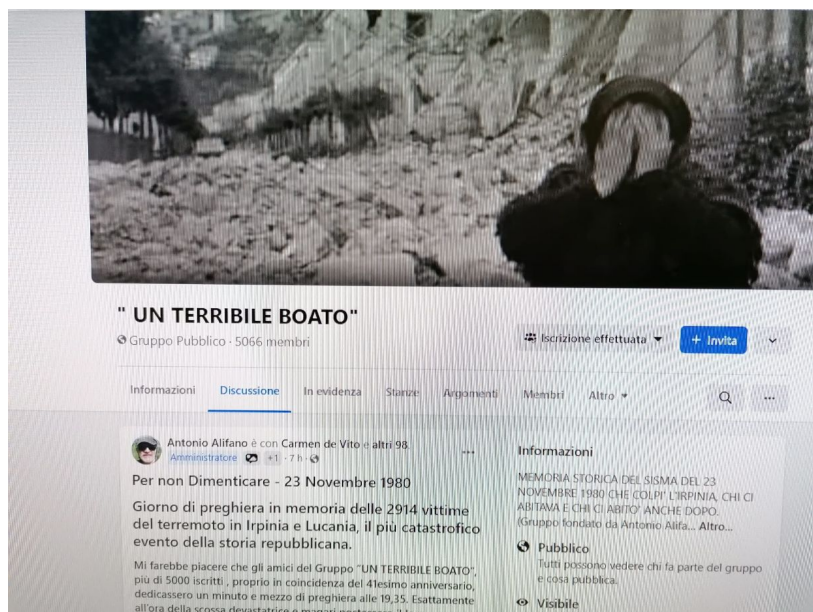 " UN TERRIBILE BOATO"
Gruppo Pubblico · 5066 membri
Iscrizione effettuata
+ Invita
Informazioni
Discussione
In evidenza
Stanze
Argomenti
Membri
Altro
Antonio Alifano è con Carmen de Vito e altri 98.
Amministratore +1 · 7 h ·
Per non Dimenticare - 23 Novembre 1980
Giorno di preghiera in memoria delle 2914 vittime
del terremoto in Irpinia e Lucania, il più catastrofico
evento della storia repubblicana.
Mi farebbe piacere che gli amici del Gruppo "UN TERRIBILE BOATO",
più di 5000 iscritti , proprio in coincidenza del 41esimo anniversario,
dedicassero un minuto e mezzo di preghiera alle 19,35. Esattamente
all'ora della scossa devastatrice e magari
Informazioni
MEMORIA STORICA DEL SISMA DEL 23
NOVEMBRE 1980 CHE COLPI' L'IRPINIA, CHI CI
ABITAVA E CHI CI ABITO' ANCHE DOPO.
(Gruppo fondato da Antonio Alifa... Altro...
Pubblico
Tutti possono vedere chi fa parte del gruppo
e cosa pubblica.
Visibile